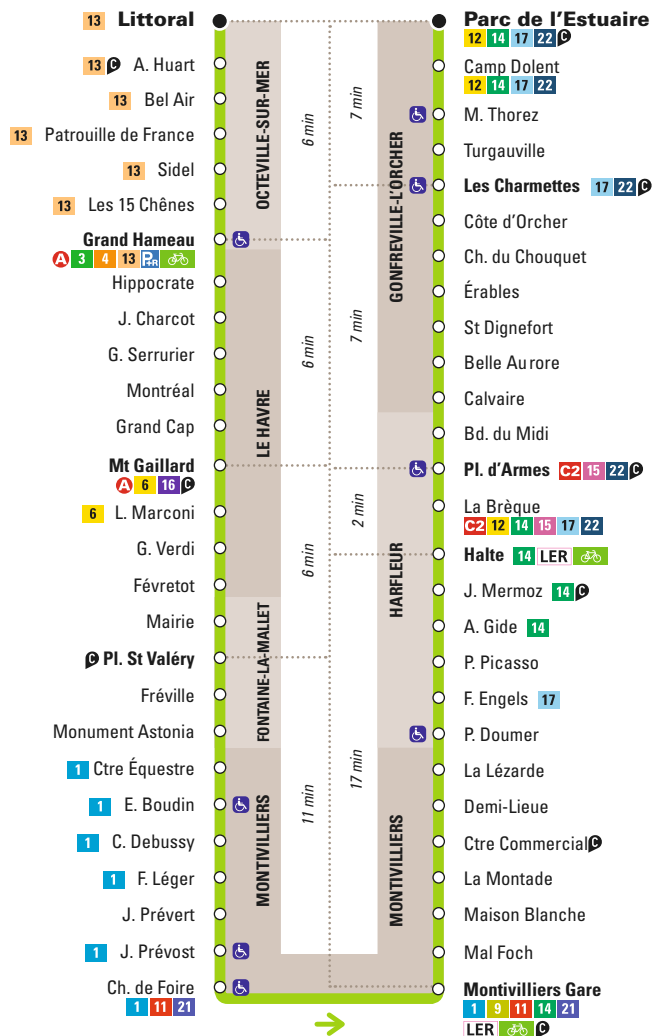 13 Littoral
13 C A. Huart
13 Bel Air
13 Patrouille de France
13 Sidel
13 Les 15 Chênes
Grand Hameau
A 3 4 13 P+R
Hippocrate
J. Charcot
G. Serrurier
Montréal
Grand Cap
Mt Gaillard
A 6 16 C
6 L. Marconi
G. Verdi
Févretot
Mairie
C Pl. St Valéry
Fréville
Monument Astonia
1 Ctre Équestre
1 E. Boudin
1 C. Debussy
1 F. Léger
J. Prévert
1 J. Prévost
Ch. de Foire
1 11 21
OCTEVILLE-SUR-MER
LE HAVRE
FONTAINE-LA-MALLET
MONTIVILLIERS
6 min
6 min
6 min
11 min
7 min
7 min
2 min
17 min
GONFREVILLE-L'ORCHER
HARFLEUR
MONTIVILLIERS
Parc de l'Estuaire
12 14 17 22 C
Camp Dolent
12 14 17 22
M. Thorez
Turgauville
Les Charmettes 17 22 C
Côte d'Orcher
Ch. du Chouquet
Érables
St Dignefort
Belle Aurore
Calvaire
Bd. du Midi
Pl. d'Armes C2 15 22 C
La Brèque
C2 12 14 15 17 22
Halte 14 LER
J. Mermoz 14 C
A. Gide 14
P. Picasso
F. Engels 17
P. Doumer
La Lézarde
Demi-Lieue
Ctre Commercial C
La Montade
Maison Blanche
Mal Foch
Montivilliers Gare
1 9 11 14 21
LER C